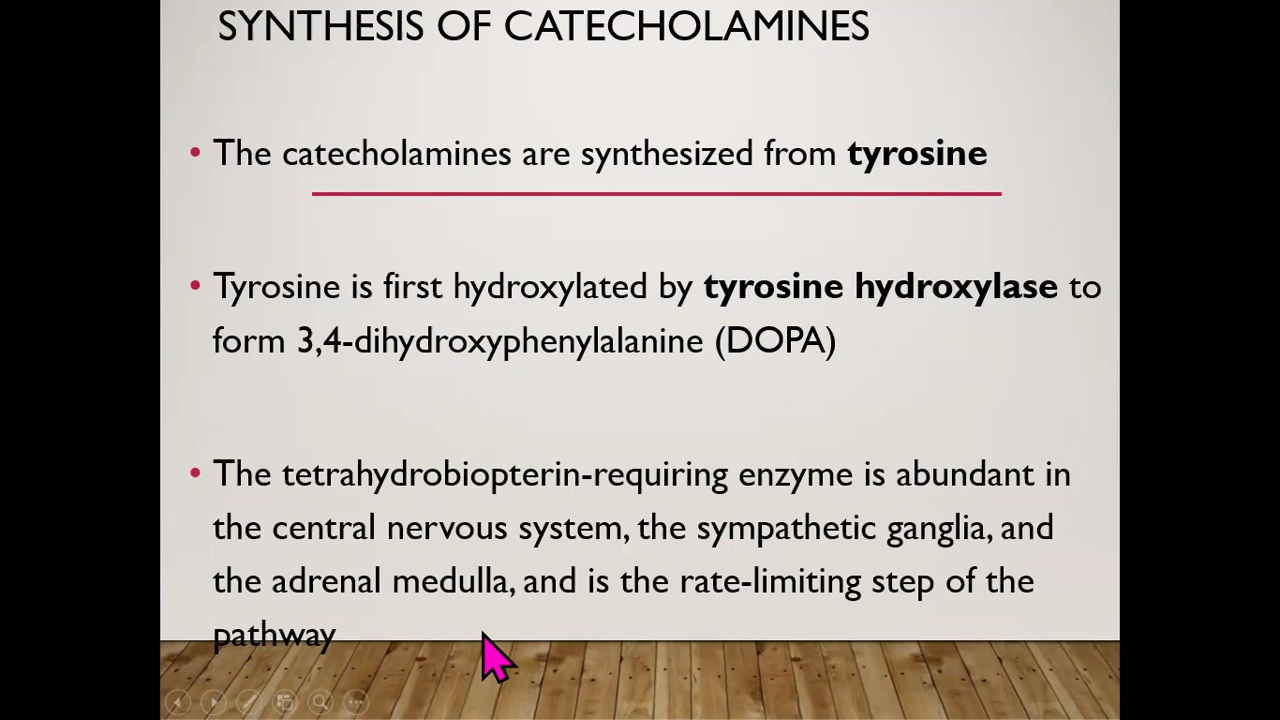 SYNTHESIS OF CATECHOLAMINES
• The catecholamines are synthesized from tyrosine
• Tyrosine is first hydroxylated by tyrosine hydroxylase to
form 3,4-dihydroxyphenylalanine (DOPA)
• The tetrahydrobiopterin-requiring enzyme is abundant in
the central nervous system, the sympathetic ganglia, and
the adrenal medulla, and is the rate-limiting step of the
pathway